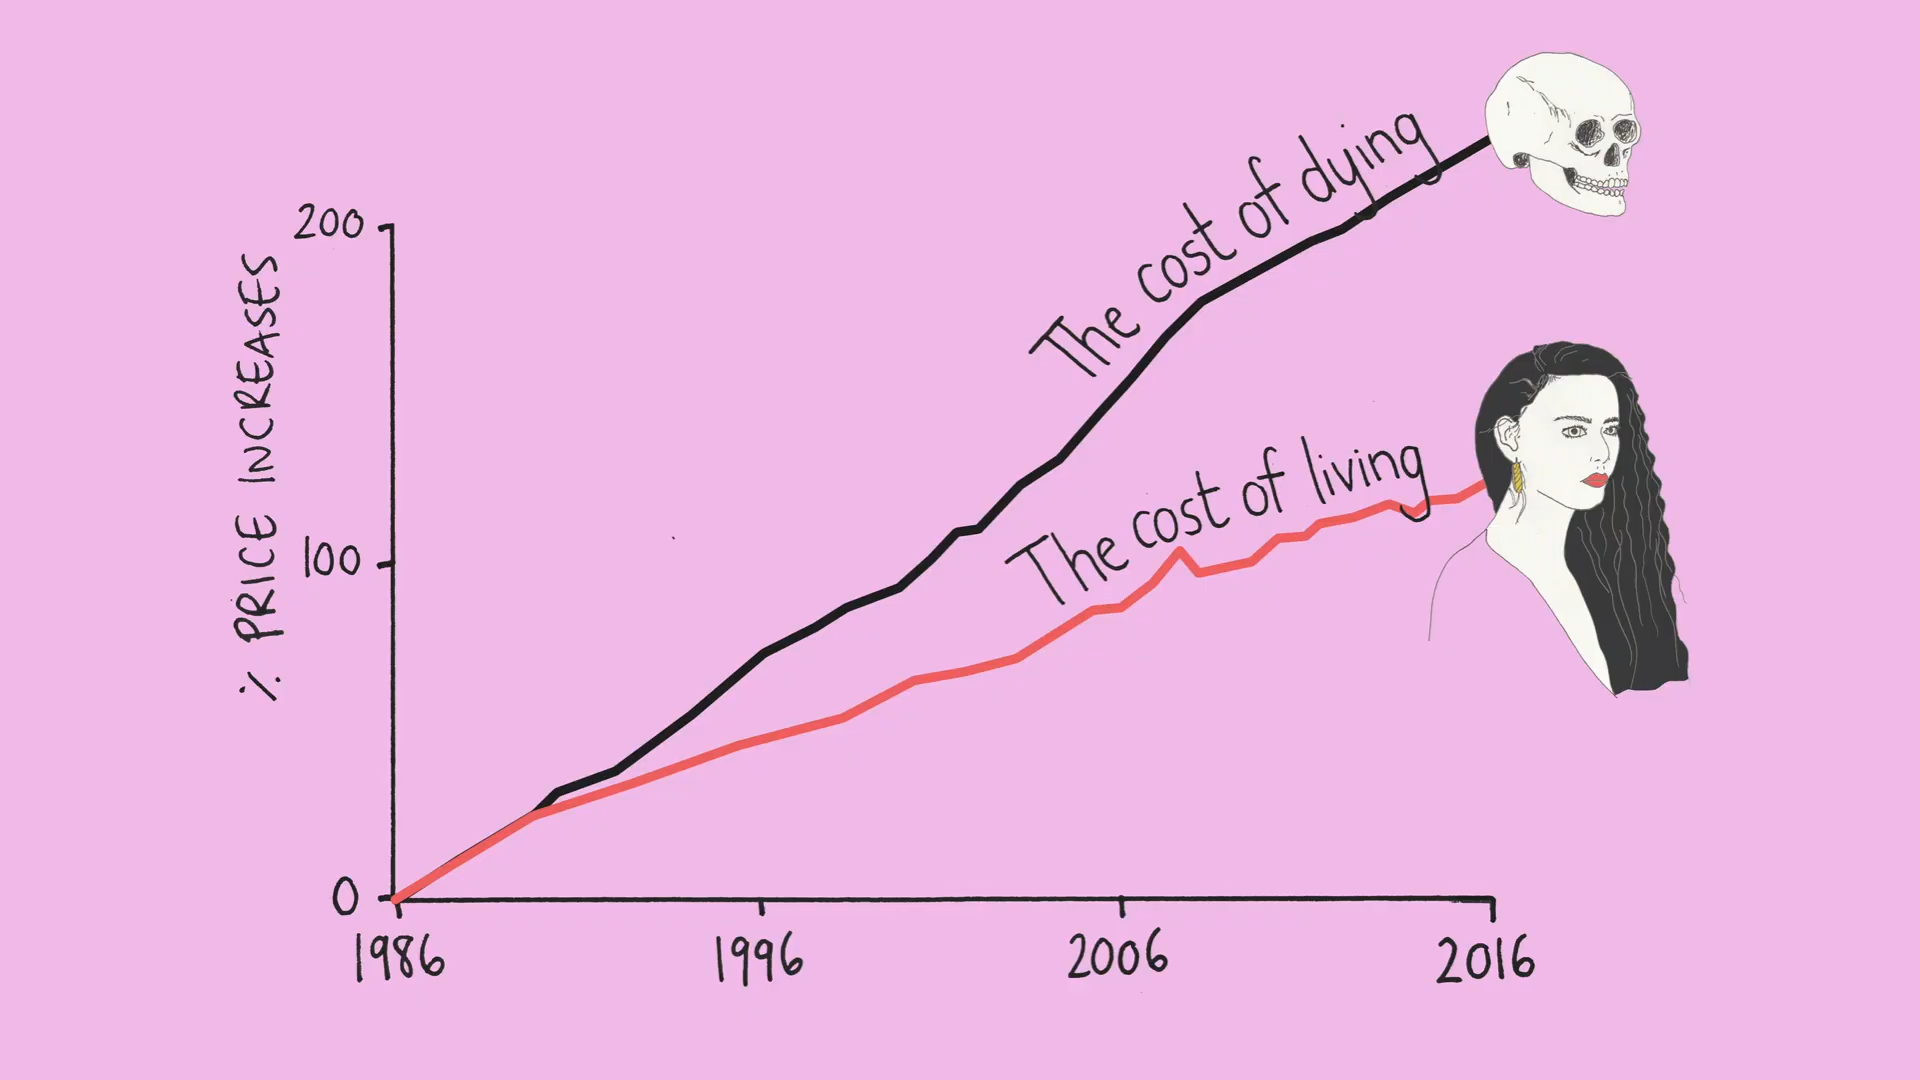 The cost of dying
The cost of living
% PRICE INCREASES
200
100
0
1986
1996
2006
2016